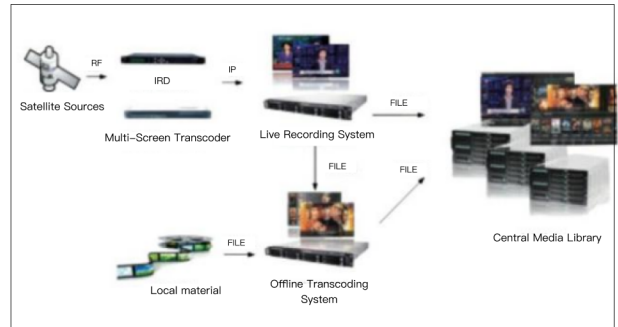 RF
IP
IRD
Satellite Sources
FILE
Multi-Screen Transcoder
Live Recording System
FILE
FILE
Central Media Library
FILE
Local material
Offline Transcoding
System